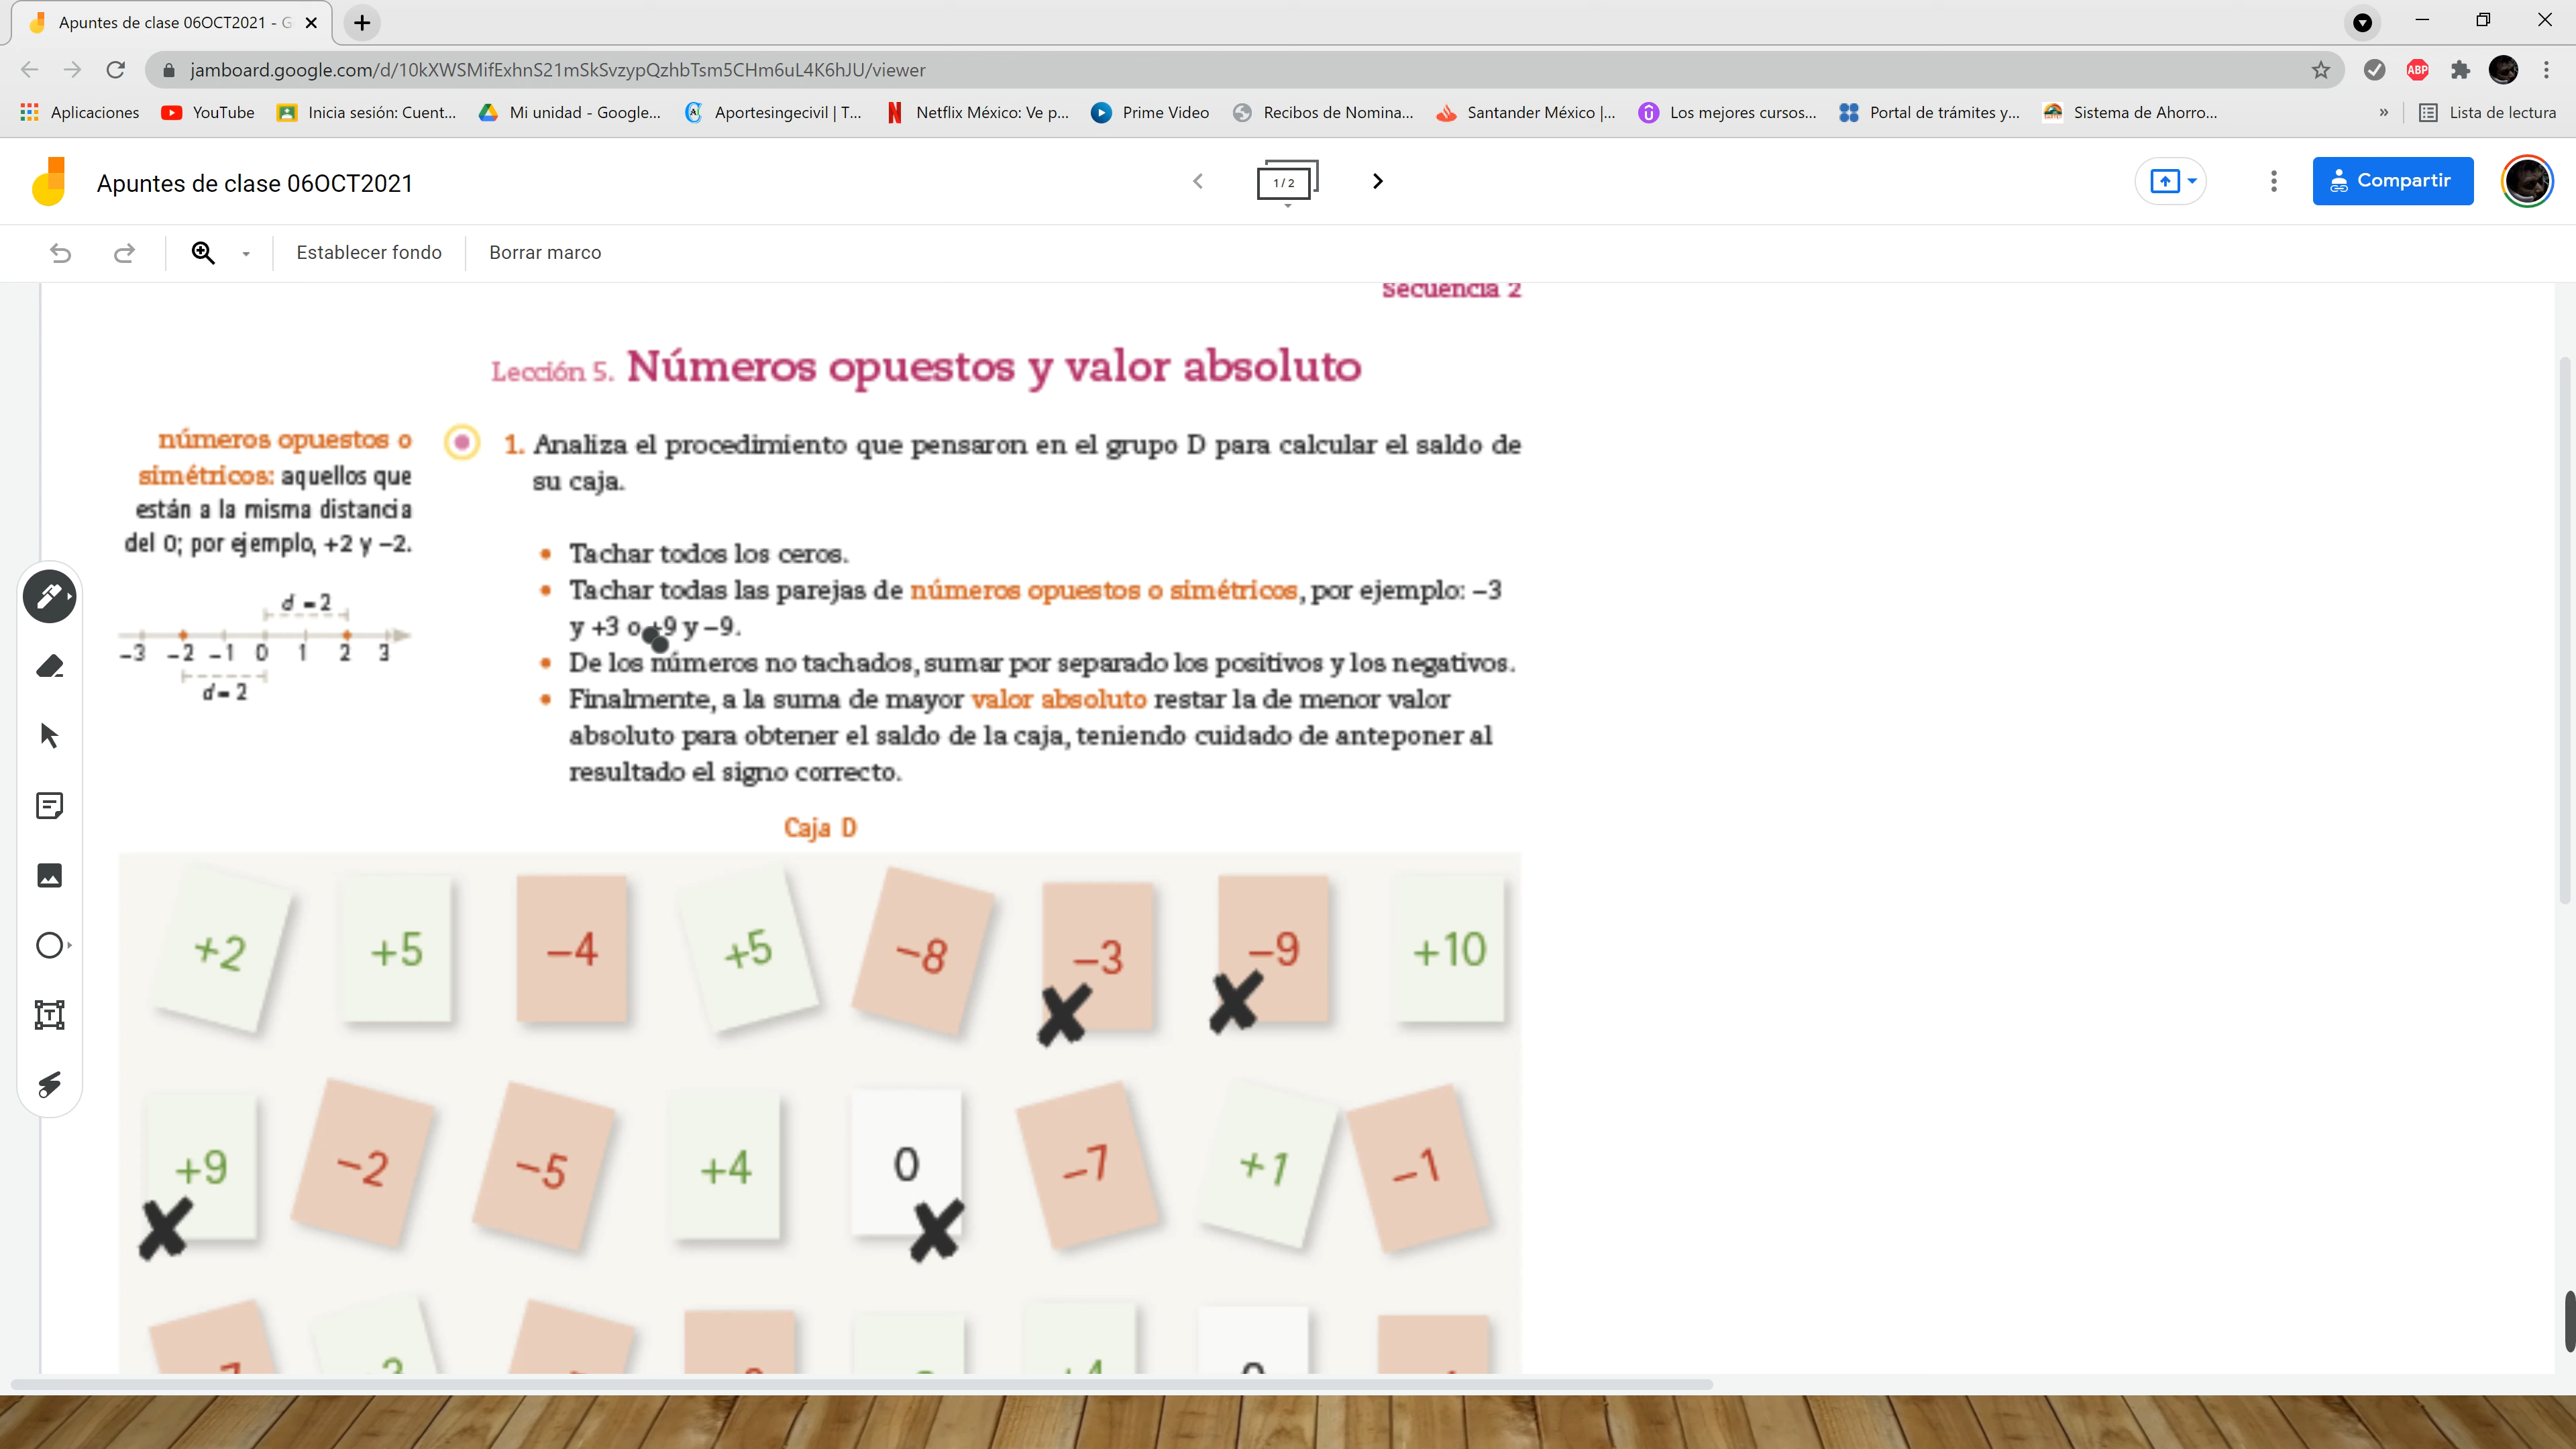 Apuntes de clase 06OCT2021 - G
jamboard.google.com/d/10kXWSMifExhnS21mSkSvzypQzhbTsm5CHm6uL4K6hJU/viewer
ABP
Aplicaciones YouTube Inicia sesión: Cuent... Mi unidad - Google... Aportesingecivil | T... Netflix México: Ve p... Prime Video Recibos de Nomina... Santander México |... Los mejores cursos... Portal de trámites y... Sistema de Ahorro... » Lista de lectura
Apuntes de clase 06OCT2021
1 / 2
Compartir
Establecer fondo Borrar marco
Secuencia 2
Lección 5. Números opuestos y valor absoluto
números opuestos o
simétricos: aquellos que
están a la misma distancia
del 0; por ejemplo, +2 y –2.
d = 2
–3 –2 –1 0 1 2 3
d = 2
1. Analiza el procedimiento que pensaron en el grupo D para calcular el saldo de
su caja.
• Tachar todos los ceros.
• Tachar todas las parejas de números opuestos o simétricos, por ejemplo: –3
y +3 o +9 y –9.
• De los números no tachados, sumar por separado los positivos y los negativos.
• Finalmente, a la suma de mayor valor absoluto restar la de menor valor
absoluto para obtener el saldo de la caja, teniendo cuidado de anteponer al
resultado el signo correcto.
Caja D
+2 +5 –4 +5 –8 –3 –9 +10
+9 –2 –5 +4 0 –7 +1 –1